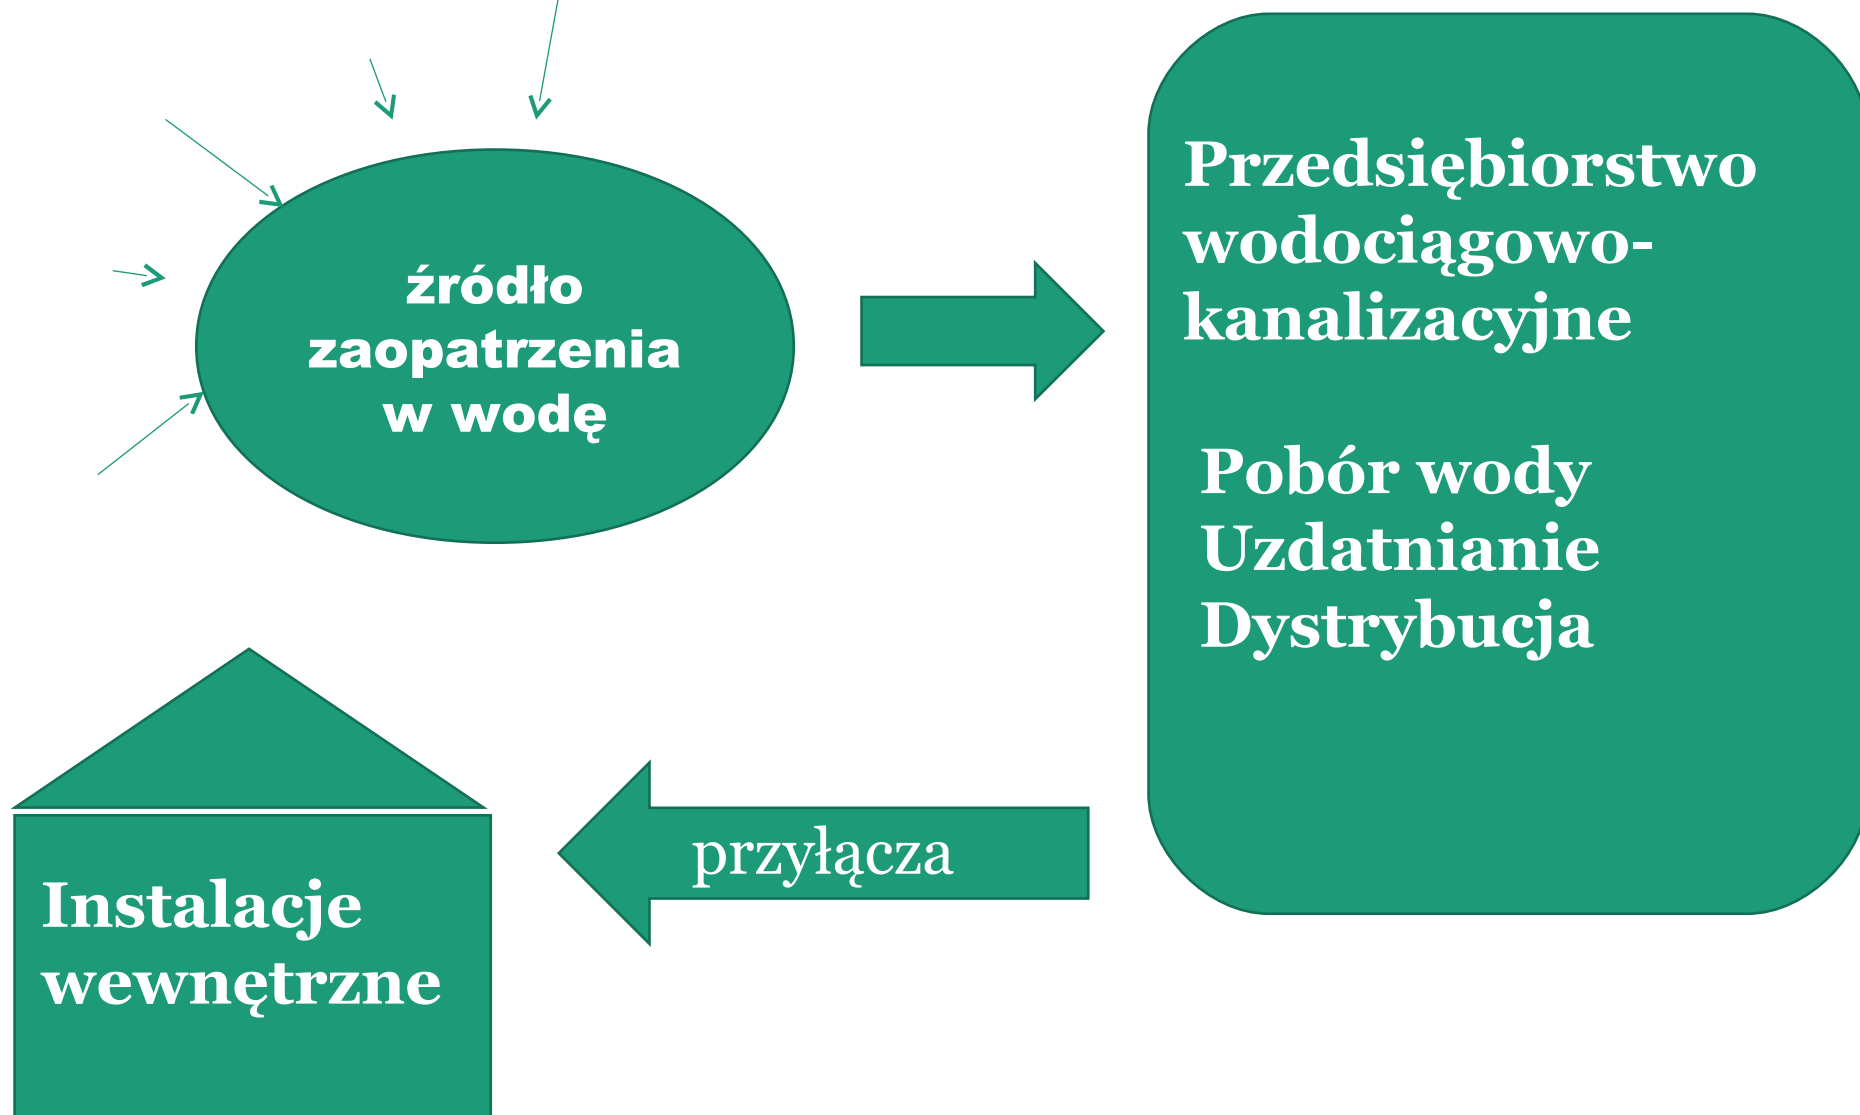 źródło
zaopatrzenia
w wodę
Przedsiębiorstwo
wodociągowo-
kanalizacyjne
Pobór wody
Uzdatnianie
Dystrybucja
przyłącza
Instalacje
wewnętrzne